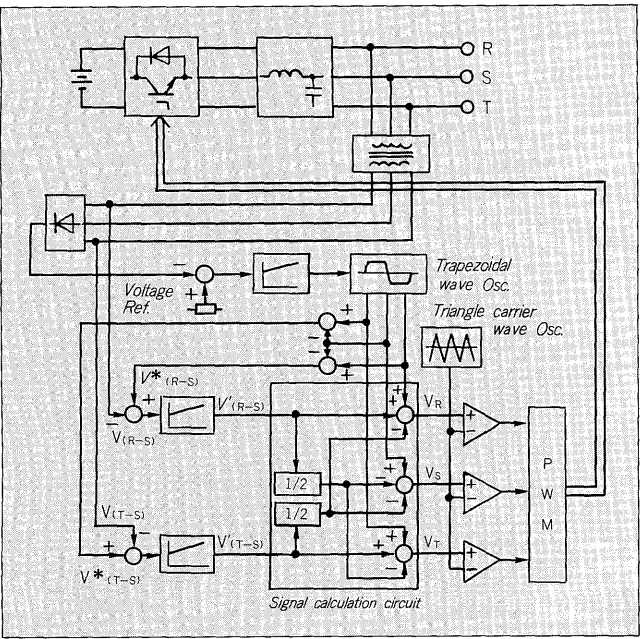 R
S
T
Trapezoidal
wave Osc.
−
+
Voltage
Ref.
Triangle carrier
wave Osc.
+
−
−
+
V*(R-S)
+
−
V(R-S)
V'(R-S)
+
+
−
VR
+
−
1/2
1/2
+
−
−
VS
+
−
P
W
M
V(T-S)
−
+
V*(T-S)
V'(T-S)
+
+
−
VT
+
−
Signal calculation circuit